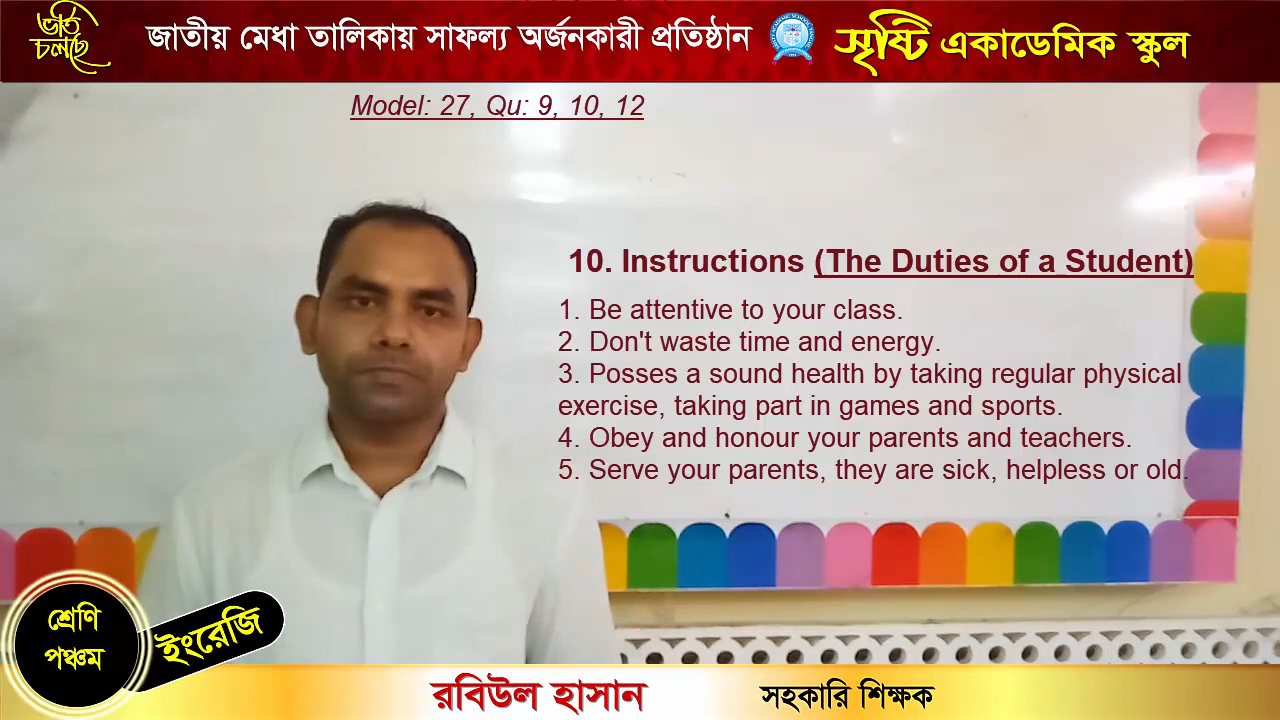 ভর্তি চলছে
জাতীয় মেধা তালিকায় সাফল্য অর্জনকারী প্রতিষ্ঠান সৃষ্টি একাডেমিক স্কুল
Model: 27, Qu: 9, 10, 12
10. Instructions (The Duties of a Student)
1. Be attentive to your class.
2. Don't waste time and energy.
3. Posses a sound health by taking regular physical
exercise, taking part in games and sports.
4. Obey and honour your parents and teachers.
5. Serve your parents, they are sick, helpless or old.
শ্রেণি
পঞ্চম
ইংরেজি
রবিউল হাসান সহকারি শিক্ষক